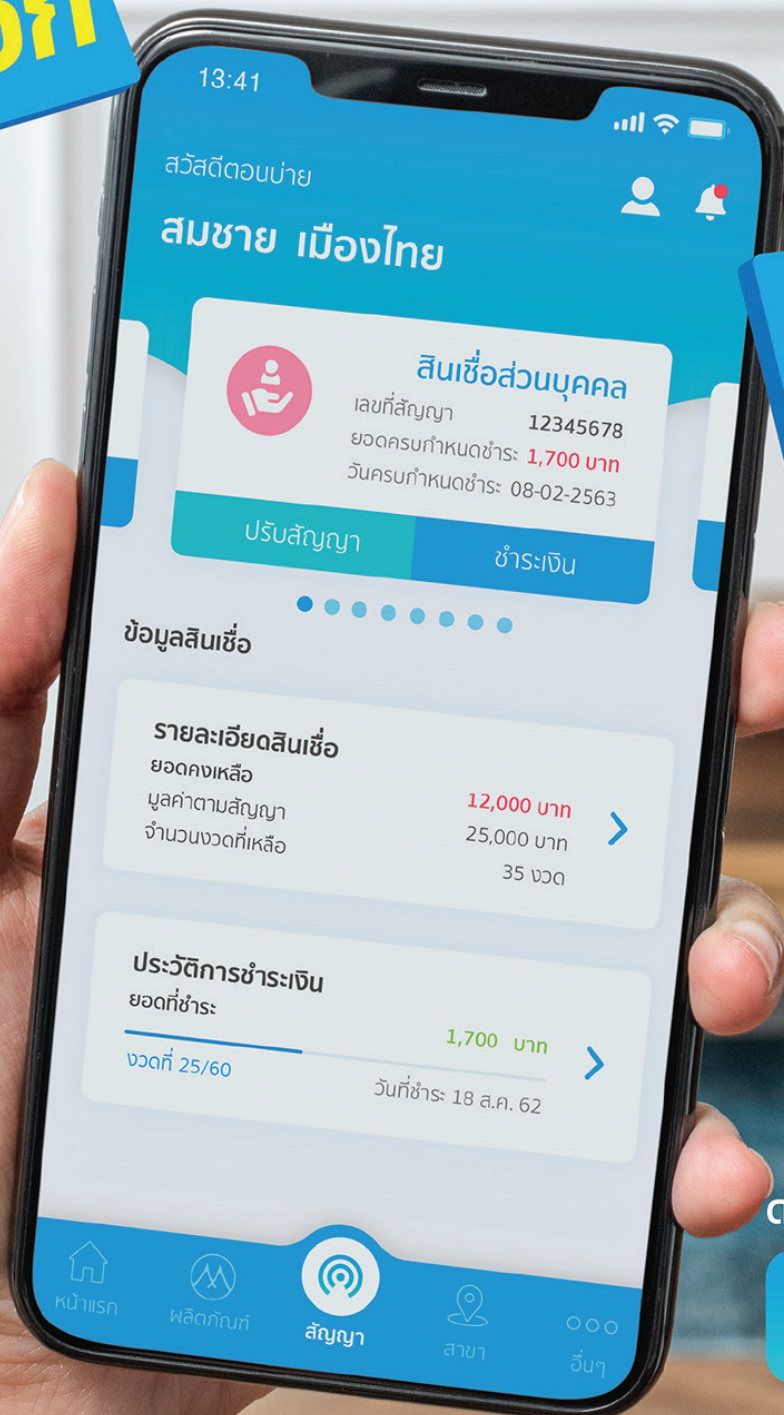 13:41
สวัสดีตอนบ่าย
สมชาย เมืองไทย
สินเชื่อส่วนบุคคล
เลขที่สัญญา 12345678
ยอดครบกำหนดชำระ 1,700 บาท
วันครบกำหนดชำระ 08-02-2563
ปรับสัญญา ชำระเงิน
ข้อมูลสินเชื่อ
รายละเอียดสินเชื่อ
ยอดคงเหลือ 12,000 บาท
มูลค่าตามสัญญา 25,000 บาท
จำนวนงวดที่เหลือ 35 งวด
ประวัติการชำระเงิน
ยอดที่ชำระ 1,700 บาท
งวดที่ 25/60 วันที่ชำระ 18 ส.ค. 62
หน้าแรก ผลิตภัณฑ์ สัญญา สาขา อื่นๆ